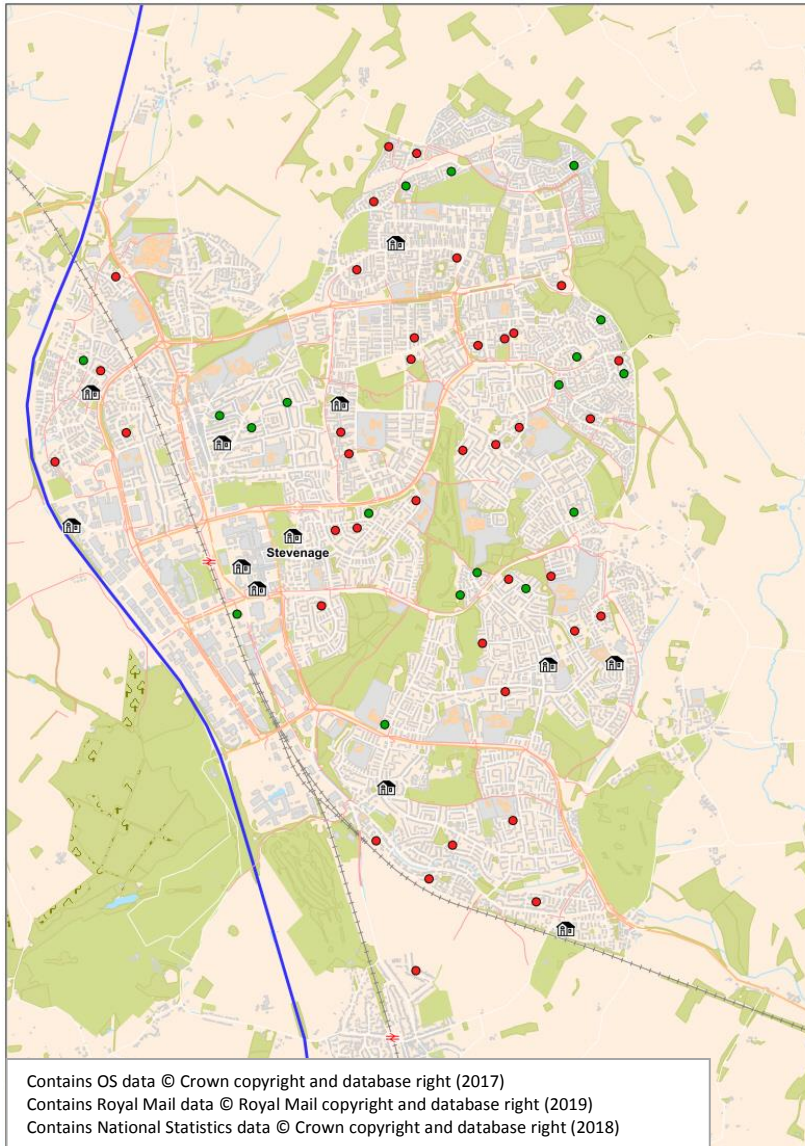 Stevenage
Contains OS data © Crown copyright and database right (2017)
Contains Royal Mail data © Royal Mail copyright and database right (2019)
Contains National Statistics data © Crown copyright and database right (2018)